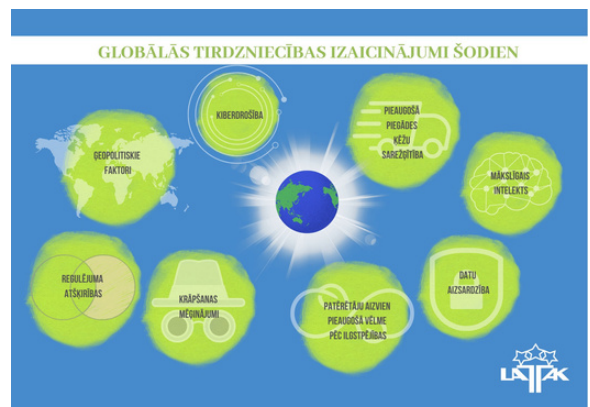 GLOBĀLĀS TIRDZNIECĪBAS IZAICINĀJUMI ŠODIEN
KIBERDROŠĪBA
PIEAUGOŠĀ
PIEGĀDES
ĶĒŽU
SAREŽĢĪTĪBA
ĢEOPOLITISKIE
FAKTORI
MĀKSLĪGAIS
INTELEKTS
REGULĒJUMA
ATŠĶIRĪBAS
KRĀPŠANAS
MĒĢINĀJUMI
PATĒRĒTĀJU AIZVIEN
PIEAUGOŠĀ VĒLME
PĒC ILGSTPĒJĪBAS
DATU
AIZSARDZĪBA
LATTAK